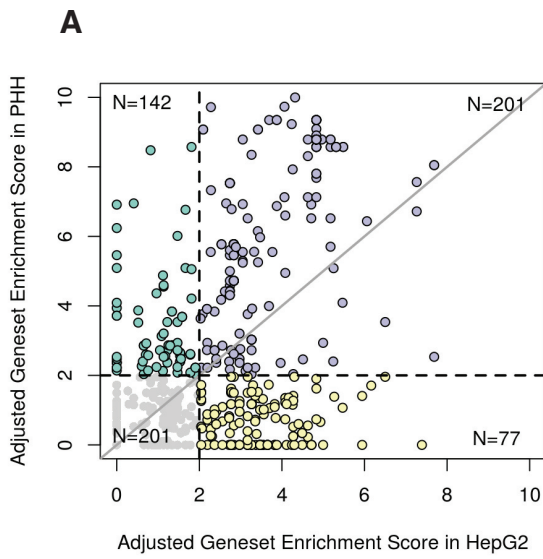 A
N=142
N=201
N=201
N=77
Adjusted Geneset Enrichment Score in PHH
10
8
6
4
2
0
0 2 4 6 8 10
Adjusted Geneset Enrichment Score in HepG2